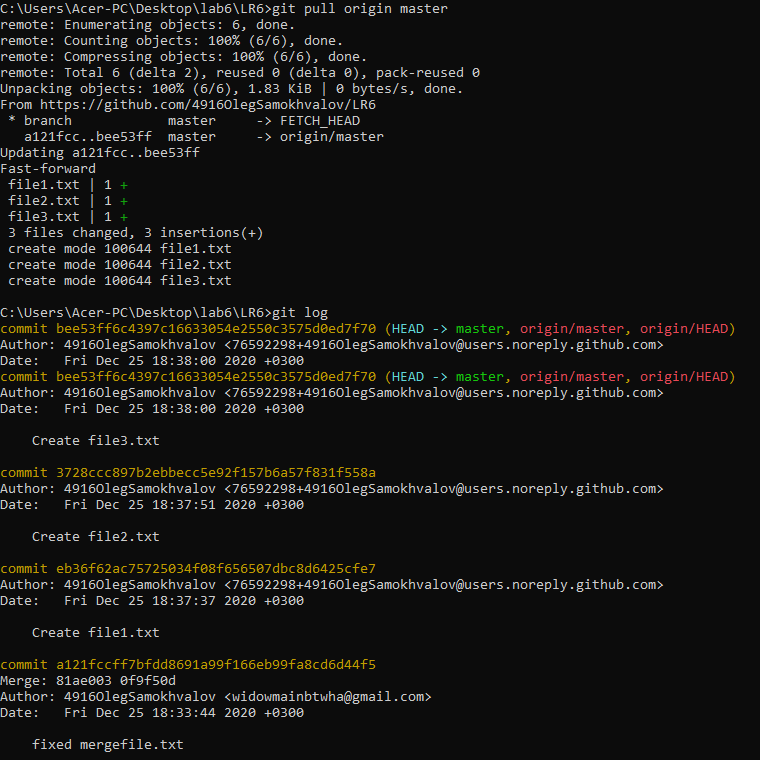 C:\Users\Acer-PC\Desktop\lab6\LR6>git pull origin master
remote: Enumerating objects: 6, done.
remote: Counting objects: 100% (6/6), done.
remote: Compressing objects: 100% (6/6), done.
remote: Total 6 (delta 2), reused 0 (delta 0), pack-reused 0
Unpacking objects: 100% (6/6), 1.83 KiB | 0 bytes/s, done.
From https://github.com/4916OlegSamokhvalov/LR6
 * branch            master     -> FETCH_HEAD
   a121fcc..bee53ff  master     -> origin/master
Updating a121fcc..bee53ff
Fast-forward
 file1.txt | 1 +
 file2.txt | 1 +
 file3.txt | 1 +
 3 files changed, 3 insertions(+)
 create mode 100644 file1.txt
 create mode 100644 file2.txt
 create mode 100644 file3.txt
C:\Users\Acer-PC\Desktop\lab6\LR6>git log
commit bee53ff6c4397c16633054e2550c3575d0ed7f70 (HEAD -> master, origin/master, origin/HEAD)
Author: 4916OlegSamokhvalov <76592298+4916OlegSamokhvalov@users.noreply.github.com>
Date:   Fri Dec 25 18:38:00 2020 +0300
commit bee53ff6c4397c16633054e2550c3575d0ed7f70 (HEAD -> master, origin/master, origin/HEAD)
Author: 4916OlegSamokhvalov <76592298+4916OlegSamokhvalov@users.noreply.github.com>
Date:   Fri Dec 25 18:38:00 2020 +0300
    Create file3.txt
commit 3728ccc897b2ebbecc5e92f157b6a57f831f558a
Author: 4916OlegSamokhvalov <76592298+4916OlegSamokhvalov@users.noreply.github.com>
Date:   Fri Dec 25 18:37:51 2020 +0300
    Create file2.txt
commit eb36f62ac75725034f08f656507dbc8d6425cfe7
Author: 4916OlegSamokhvalov <76592298+4916OlegSamokhvalov@users.noreply.github.com>
Date:   Fri Dec 25 18:37:37 2020 +0300
    Create file1.txt
commit a121fccff7bfdd8691a99f166eb99fa8cd6d44f5
Merge: 81ae003 0f9f50d
Author: 4916OlegSamokhvalov <widowmainbtwha@gmail.com>
Date:   Fri Dec 25 18:33:44 2020 +0300
    fixed mergefile.txt